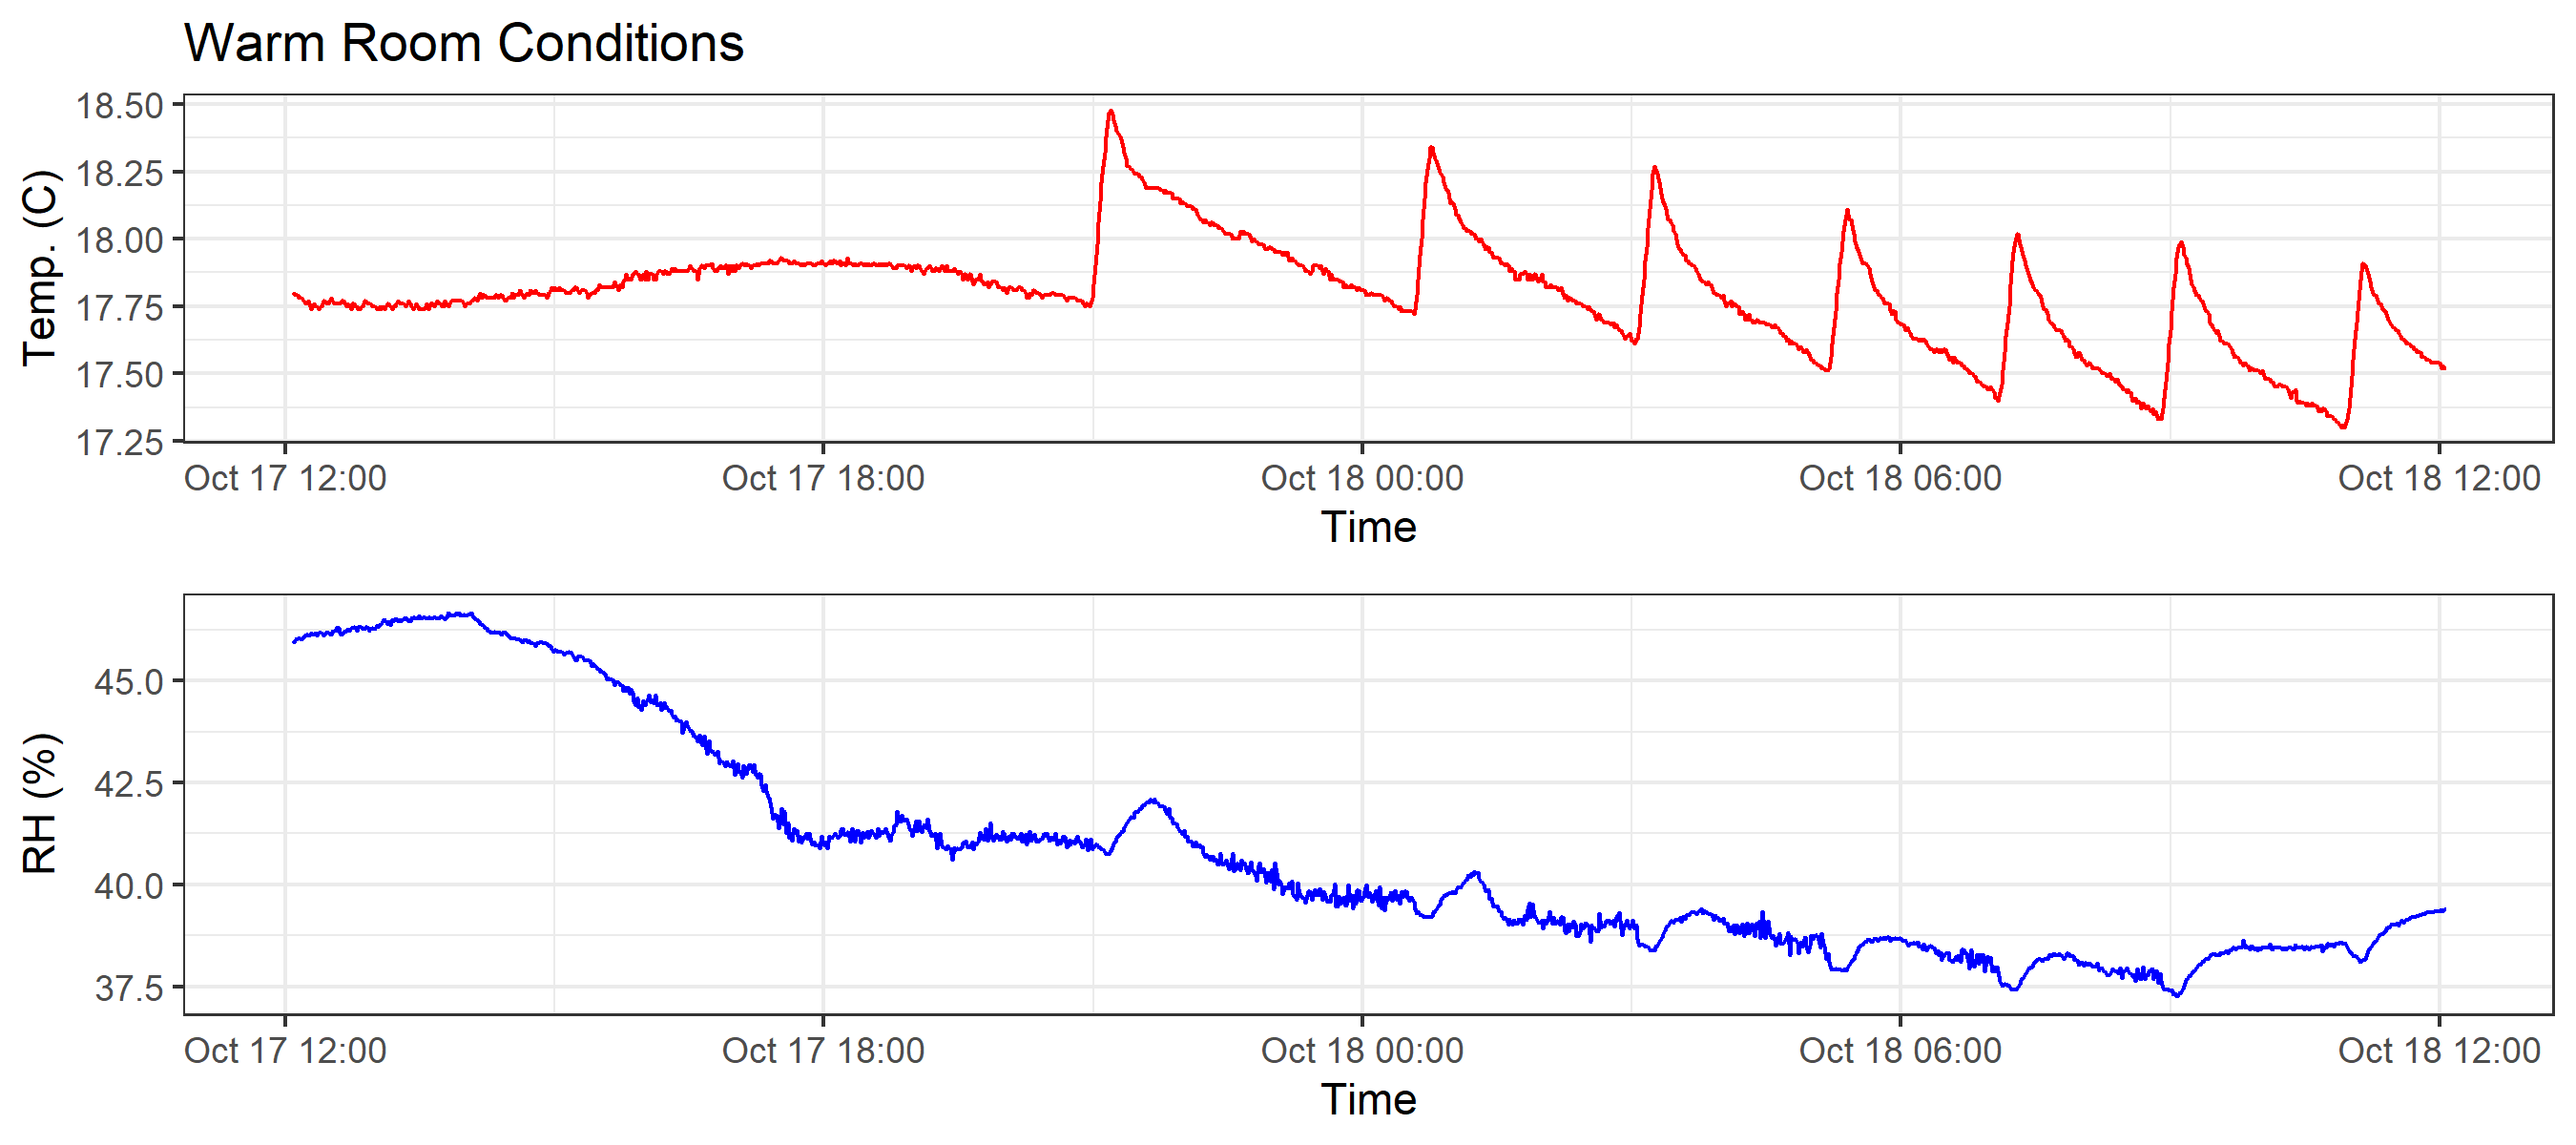 Warm Room Conditions
Temp. (C)
18.50
18.25
18.00
17.75
17.50
17.25
Oct 17 12:00 Oct 17 18:00 Oct 18 00:00 Oct 18 06:00 Oct 18 12:00
Time
RH (%)
45.0
42.5
40.0
37.5
Oct 17 12:00 Oct 17 18:00 Oct 18 00:00 Oct 18 06:00 Oct 18 12:00
Time